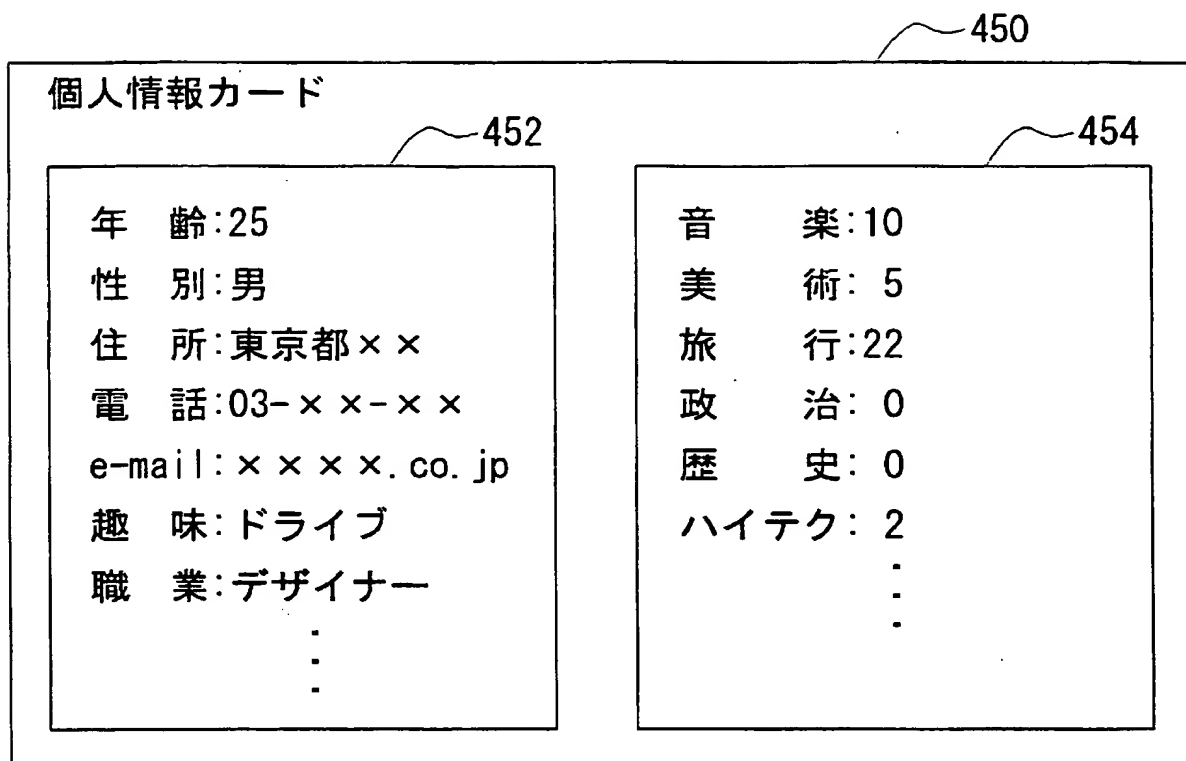 450
個人情報カード
452
年 齢:25
性 別:男
住 所:東京都××
電 話:03-××-××
e-mail:××××.co.jp
趣 味:ドライブ
職 業:デザイナー
454
音 楽:10
美 術: 5
旅 行:22
政 治: 0
歴 史: 0
ハイテク: 2